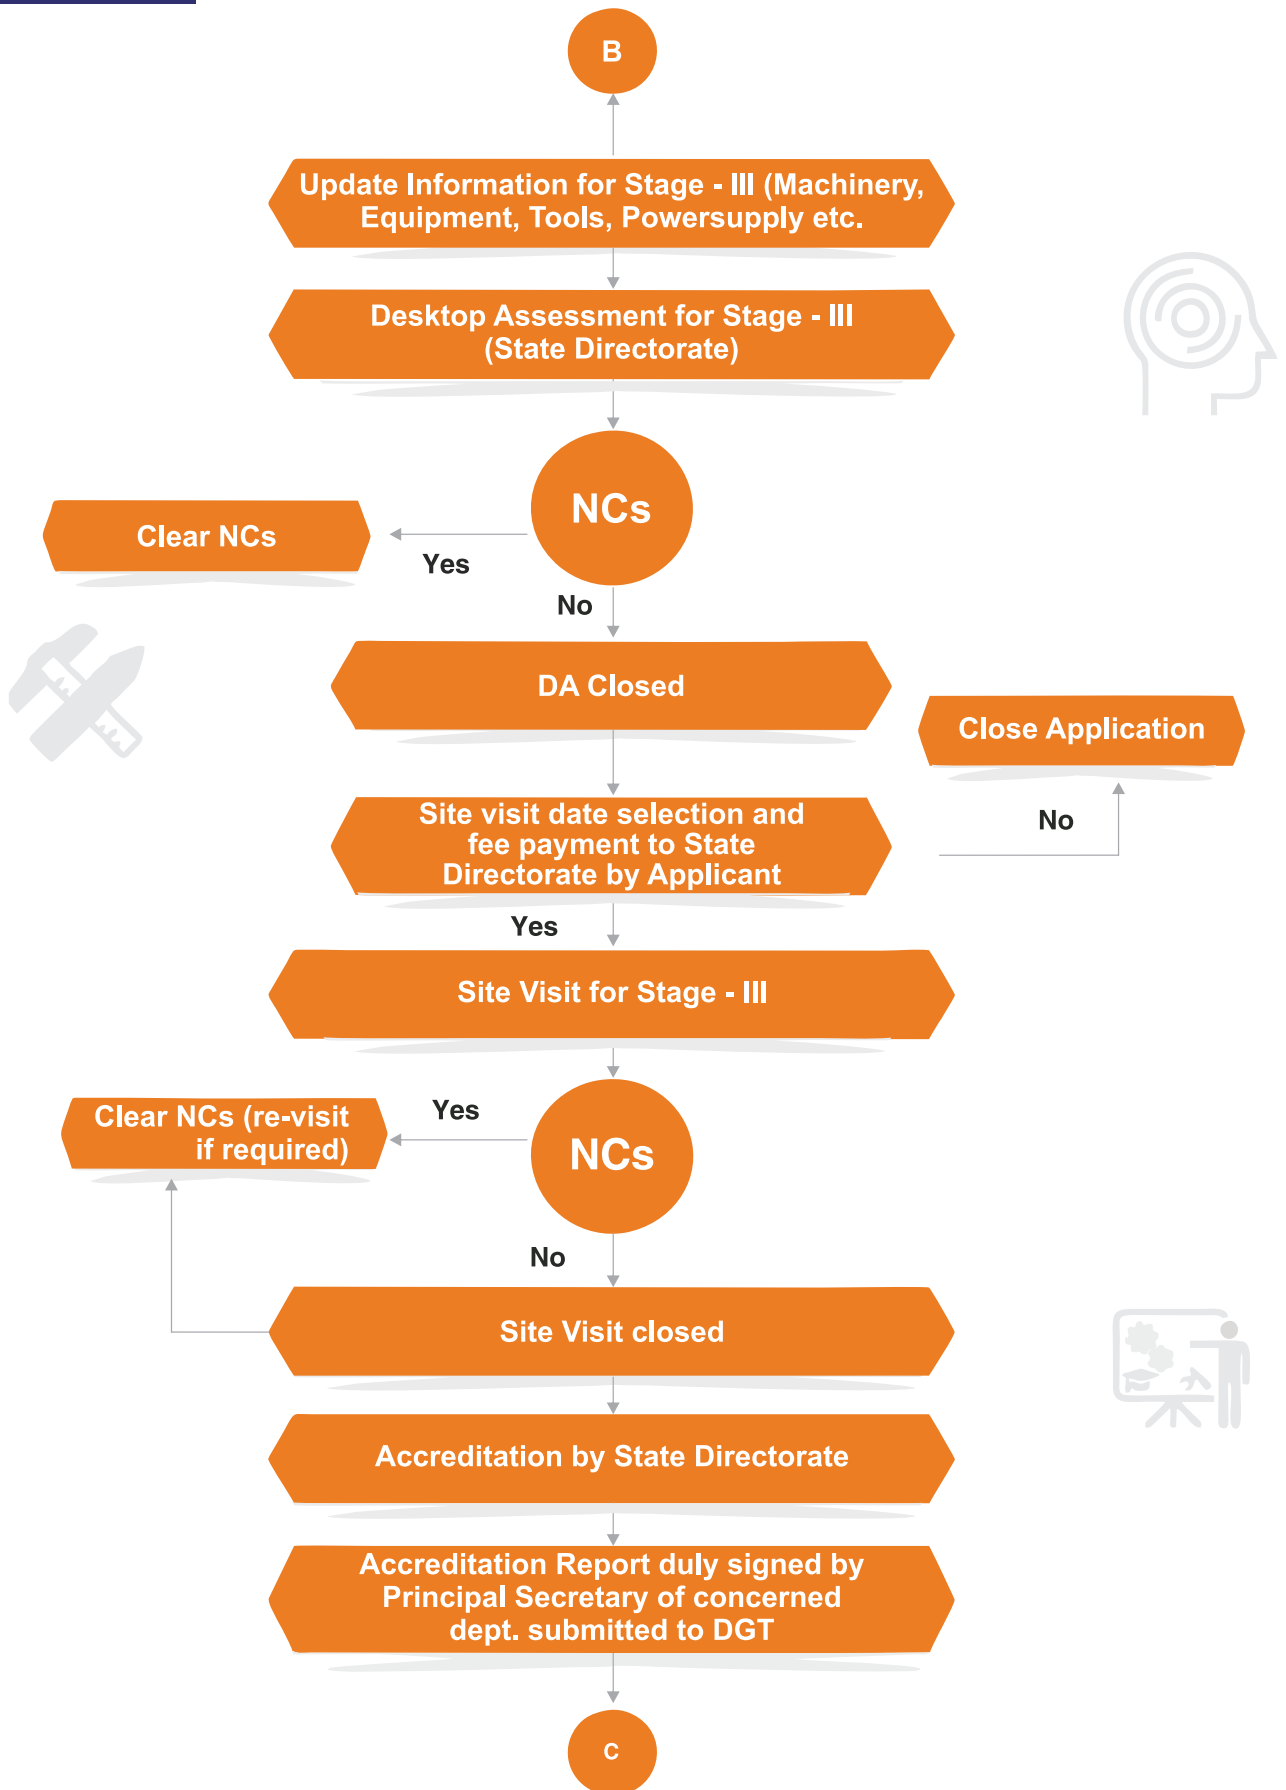 B
Update Information for Stage - III (Machinery,
Equipment, Tools, Powersupply etc.
Desktop Assessment for Stage - III
(State Directorate)
NCs
Clear NCs
Yes
No
DA Closed
Close Application
Site visit date selection and
fee payment to State
Directorate by Applicant
No
Yes
Site Visit for Stage - III
Clear NCs (re-visit
if required)
Yes
NCs
No
Site Visit closed
Accreditation by State Directorate
Accreditation Report duly signed by
Principal Secretary of concerned
dept. submitted to DGT
C